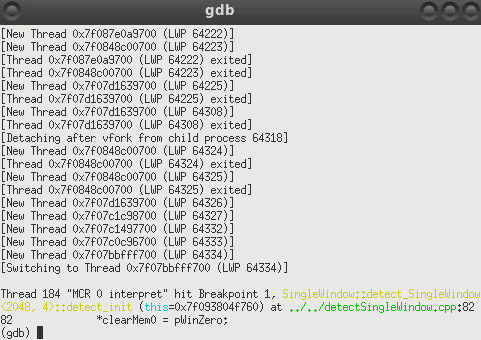 gdb
[New Thread 0x7f087e0a9700 (LWP 64222)]
[New Thread 0x7f0848c00700 (LWP 64223)]
[Thread 0x7f087e0a9700 (LWP 64222) exited]
[Thread 0x7f0848c00700 (LWP 64223) exited]
[New Thread 0x7f07d1639700 (LWP 64225)]
[Thread 0x7f07d1639700 (LWP 64225) exited]
[New Thread 0x7f07d1639700 (LWP 64308)]
[Thread 0x7f07d1639700 (LWP 64308) exited]
[Detaching after vfork from child process 64318]
[New Thread 0x7f0848c00700 (LWP 64324)]
[Thread 0x7f0848c00700 (LWP 64324) exited]
[New Thread 0x7f0848c00700 (LWP 64325)]
[Thread 0x7f0848c00700 (LWP 64325) exited]
[New Thread 0x7f07d1639700 (LWP 64326)]
[New Thread 0x7f07c1c98700 (LWP 64327)]
[New Thread 0x7f07c1497700 (LWP 64332)]
[New Thread 0x7f07c0c96700 (LWP 64333)]
[New Thread 0x7f07bbfff700 (LWP 64334)]
[Switching to Thread 0x7f07bbfff700 (LWP 64334)]
Thread 184 "MCR 0 interpret" hit Breakpoint 1, SingleWindow::detect_SingleWindow
<2048, 4>::detect_init (this=0x7f093804f760) at ../../detectSingleWindow.cpp:82
82 *clearMem0 = pWinZero;
(gdb)